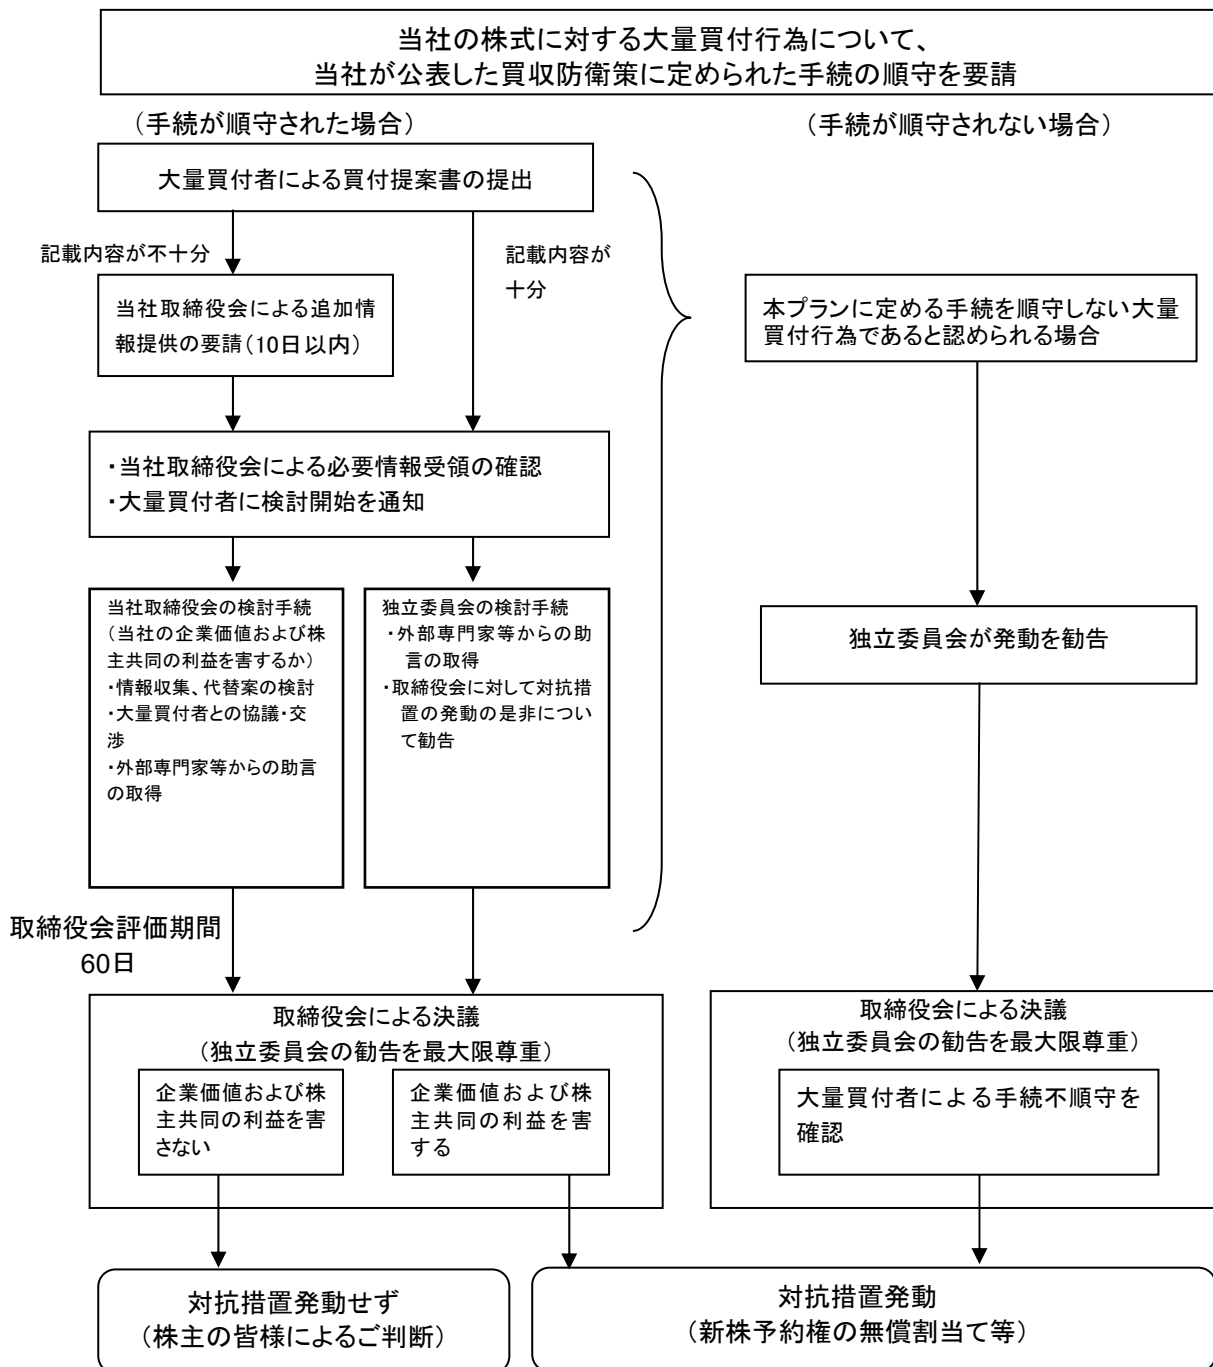 当社の株式に対する大量買付行為について、
当社が公表した買収防衛策に定められた手続の順守を要請
（手続が順守された場合）
（手続が順守されない場合）
大量買付者による買付提案書の提出
記載内容が不十分
記載内容が
十分
当社取締役会による追加情
報提供の要請（10日以内）
本プランに定める手続を順守しない大量
買付行為であると認められる場合
・当社取締役会による必要情報受領の確認
・大量買付者に検討開始を通知
当社取締役会の検討手続
（当社の企業価値および株
主共同の利益を害するか）
・情報収集、代替案の検討
・大量買付者との協議・交
渉
・外部専門家等からの助言
の取得
独立委員会の検討手続
・外部専門家等からの助
言の取得
・取締役会に対して対抗措
置の発動の是非につい
て勧告
独立委員会が発動を勧告
取締役会評価期間
60日
取締役会による決議
（独立委員会の勧告を最大限尊重）
企業価値および株
主共同の利益を害
さない
企業価値および株
主共同の利益を害
する
取締役会による決議
（独立委員会の勧告を最大限尊重）
大量買付者による手続不順守を
確認
対抗措置発動せず
（株主の皆様によるご判断）
対抗措置発動
（新株予約権の無償割当て等）